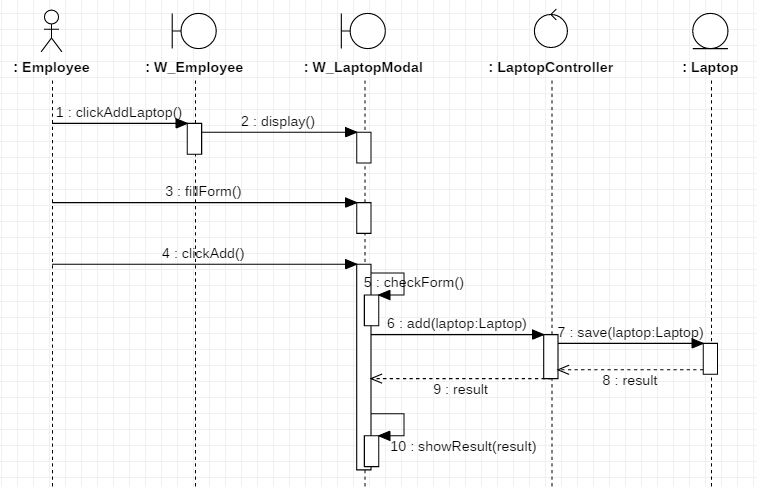 : Employee
: W_Employee
: W_LaptopModal
: LaptopController
: Laptop
1 : clickAddLaptop()
2 : display()
3 : fillForm()
4 : clickAdd()
5 : checkForm()
6 : add(laptop:Laptop)
7 : save(laptop:Laptop)
8 : result
9 : result
10 : showResult(result)